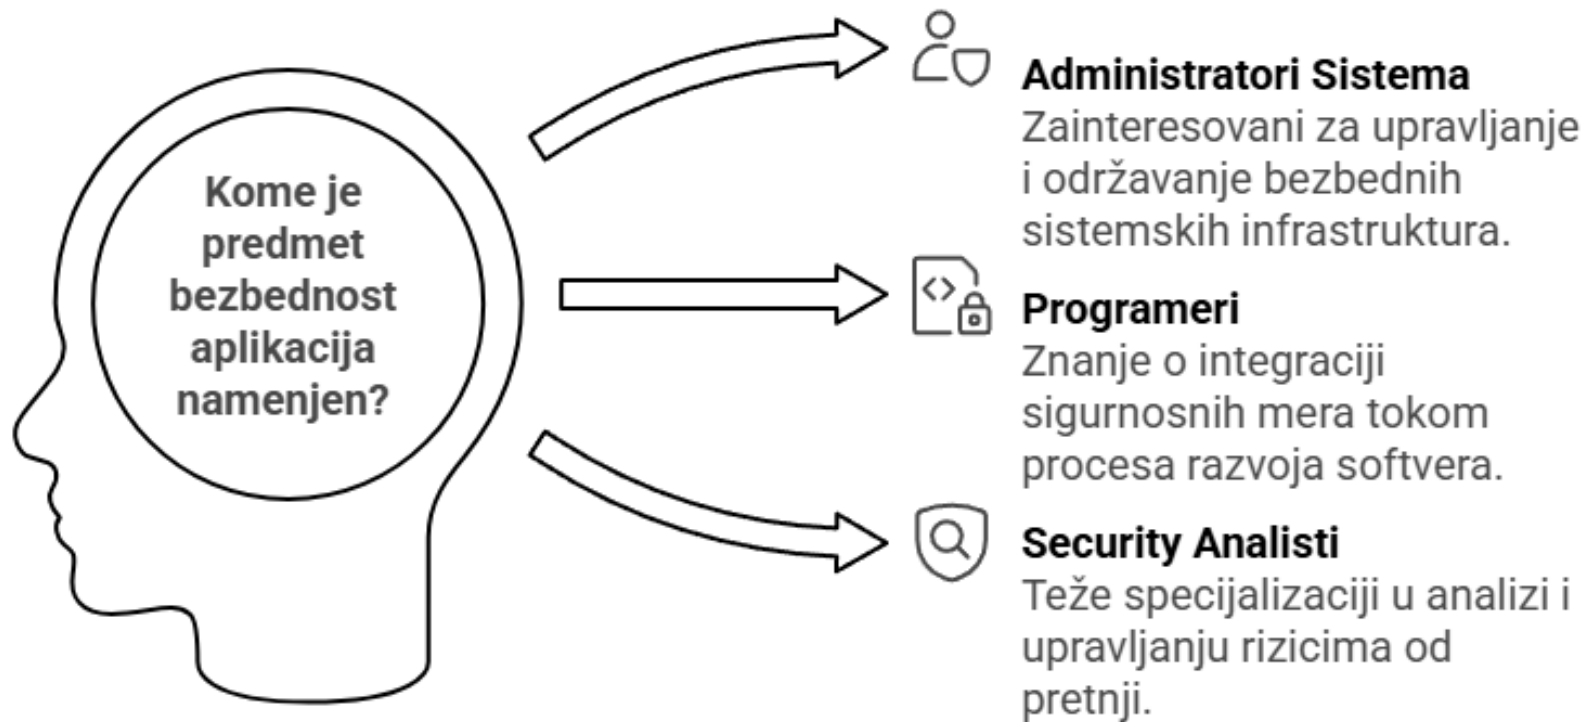 Kome je
predmet
bezbednost
aplikacija
namenjen?
Administratori Sistema
Zainteresovani za upravljanje
i održavanje bezbednih
sistemskih infrastruktura.
Programeri
Znanje o integraciji
sigurnosnih mera tokom
procesa razvoja softvera.
Security Analisti
Teže specijalizaciji u analizi i
upravljanju rizicima od
pretnji.